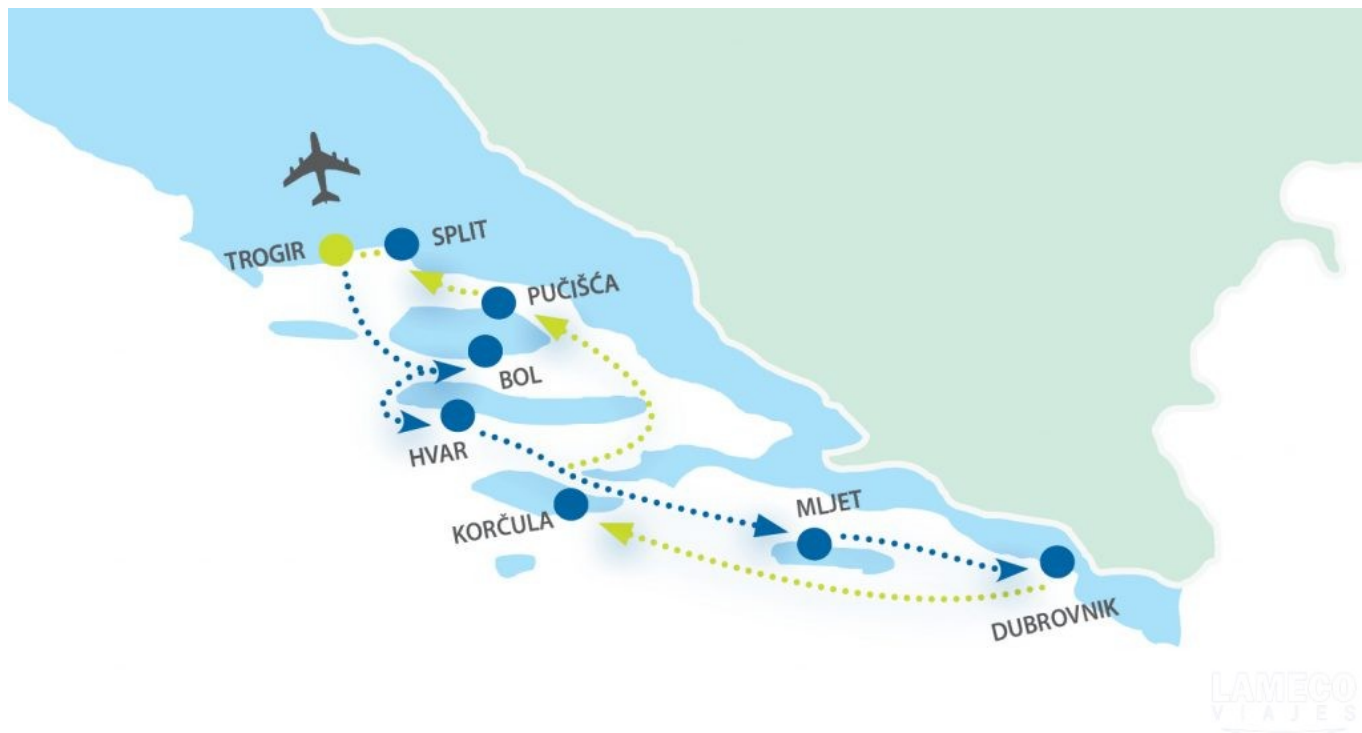 TROGIR
SPLIT
PUČIŠĆA
BOL
HVAR
KORČULA
MLJET
DUBROVNIK
LAMECO
VIAJES